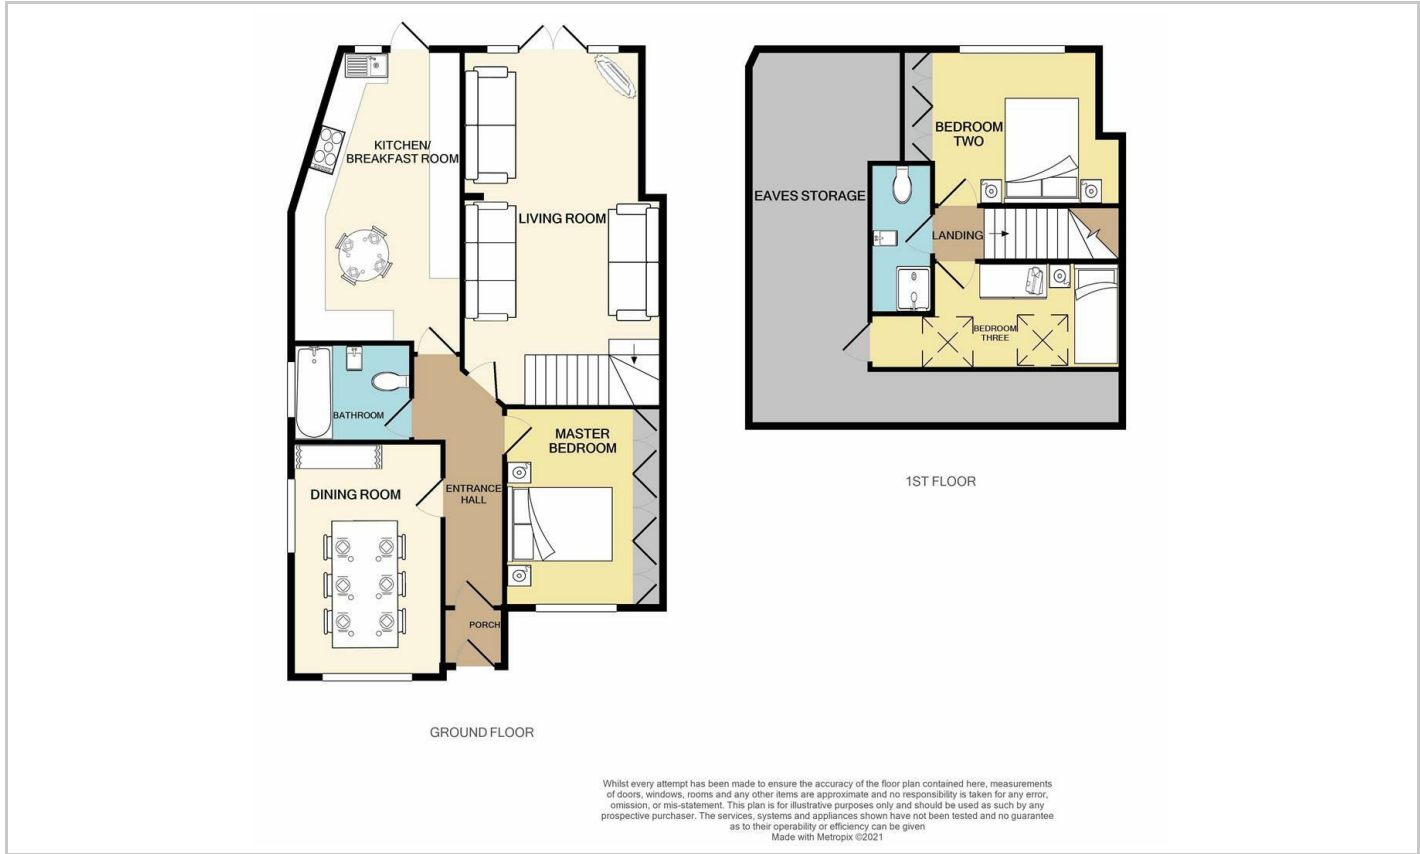 KITCHEN/
BREAKFAST ROOM
LIVING ROOM
BATHROOM
DINING ROOM
ENTRANCE
HALL
MASTER
BEDROOM
PORCH
GROUND FLOOR
EAVES STORAGE
BEDROOM
TWO
LANDING
BEDROOM
THREE
1ST FLOOR
Whilst every attempt has been made to ensure the accuracy of the floor plan contained here, measurements
of doors, windows, rooms and any other items are approximate and no responsibility is taken for any error,
omission, or mis-statement. This plan is for illustrative purposes only and should be used as such by any
prospective purchaser. The services, systems and appliances shown have not been tested and no guarantee
as to their operability or efficiency can be given
Made with Metropix ©2021